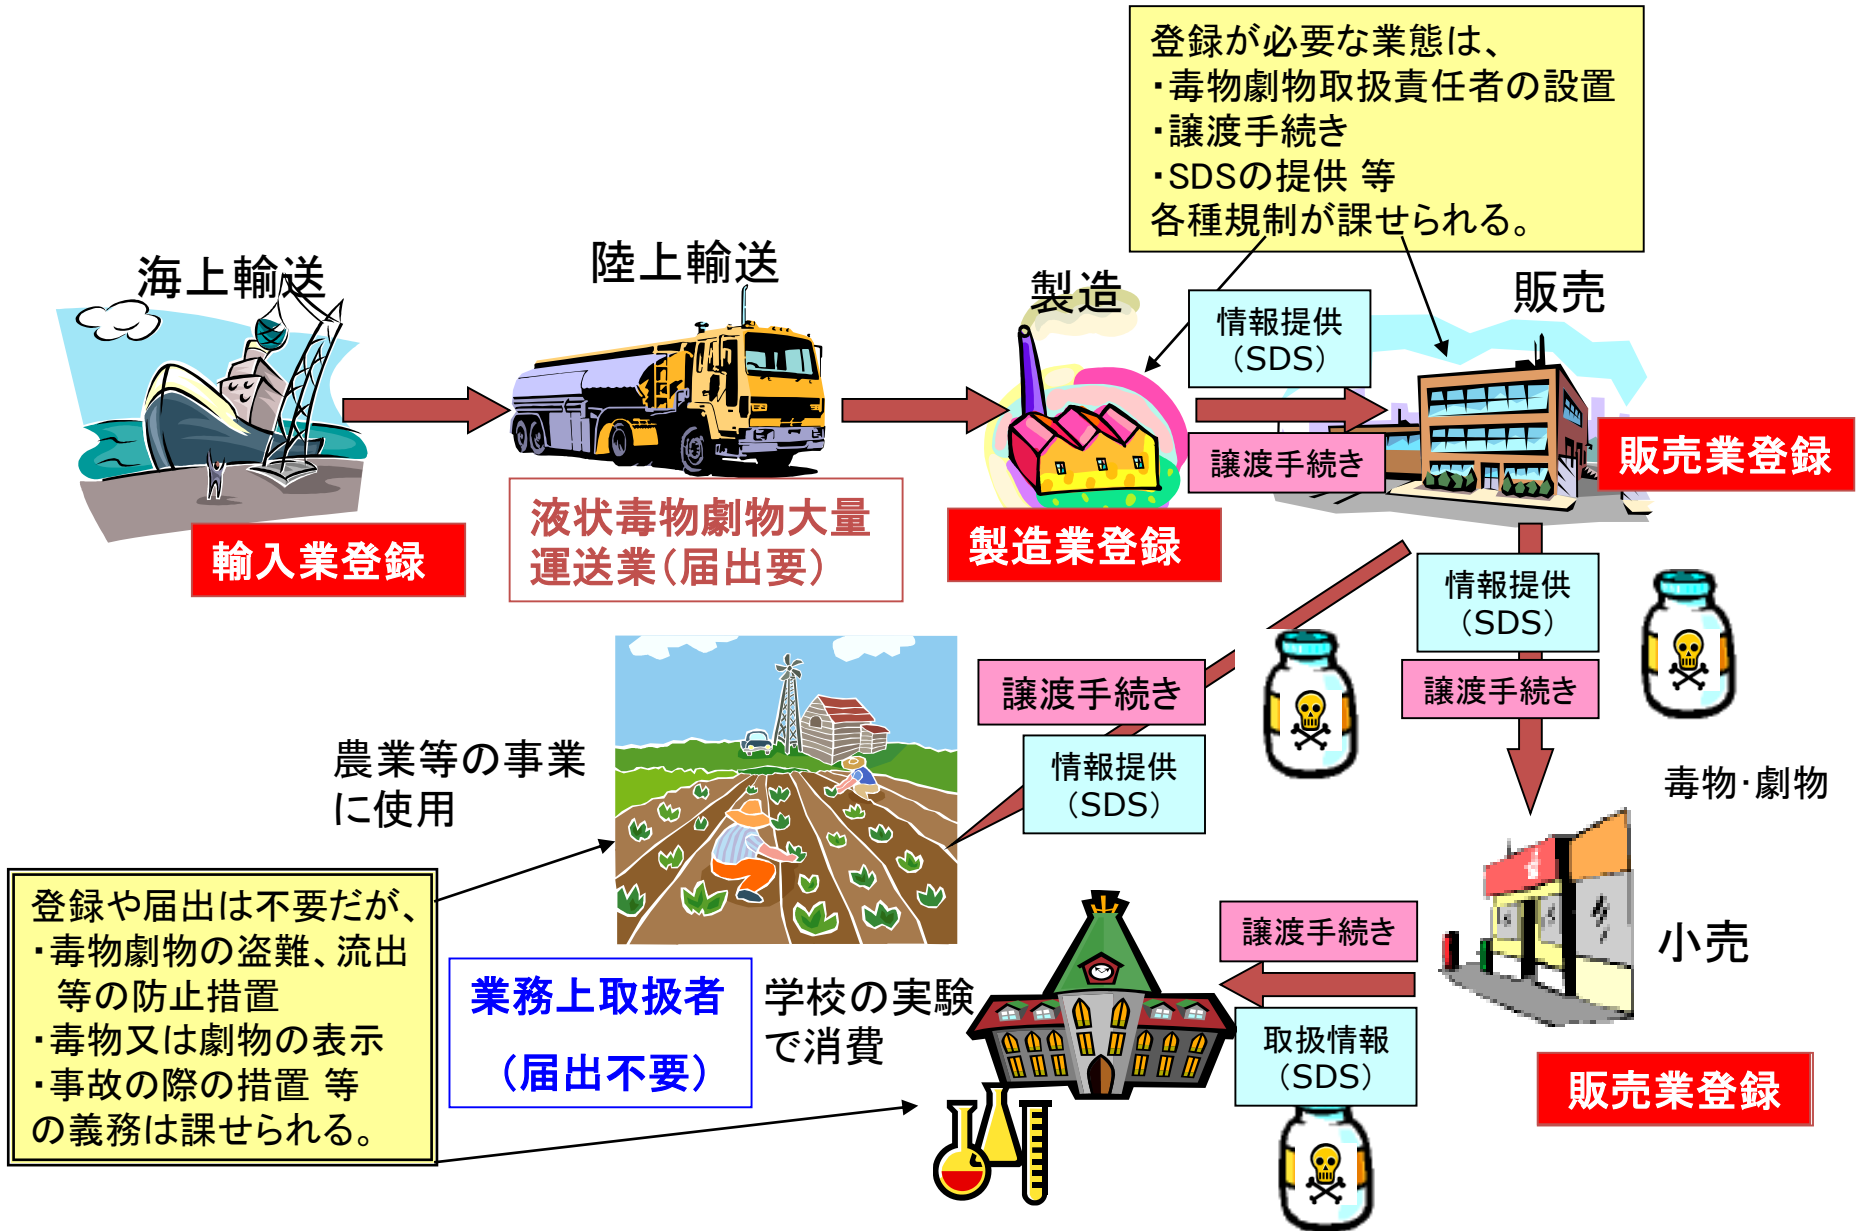 登録が必要な業態は、
・毒物劇物取扱責任者の設置
・譲渡手続き
・SDSの提供 等
各種規制が課せられる。
海上輸送
陸上輸送
製造
販売
情報提供
（SDS）
譲渡手続き
輸入業登録
液状毒物劇物大量
運送業（届出要）
製造業登録
販売業登録
情報提供
（SDS）
譲渡手続き
譲渡手続き
情報提供
（SDS）
毒物・劇物
農業等の事業
に使用
登録や届出は不要だが、
・毒物劇物の盗難、流出
等の防止措置
・毒物又は劇物の表示
・事故の際の措置 等
の義務は課せられる。
業務上取扱者
（届出不要）
学校の実験
で消費
譲渡手続き
取扱情報
（SDS）
小売
販売業登録